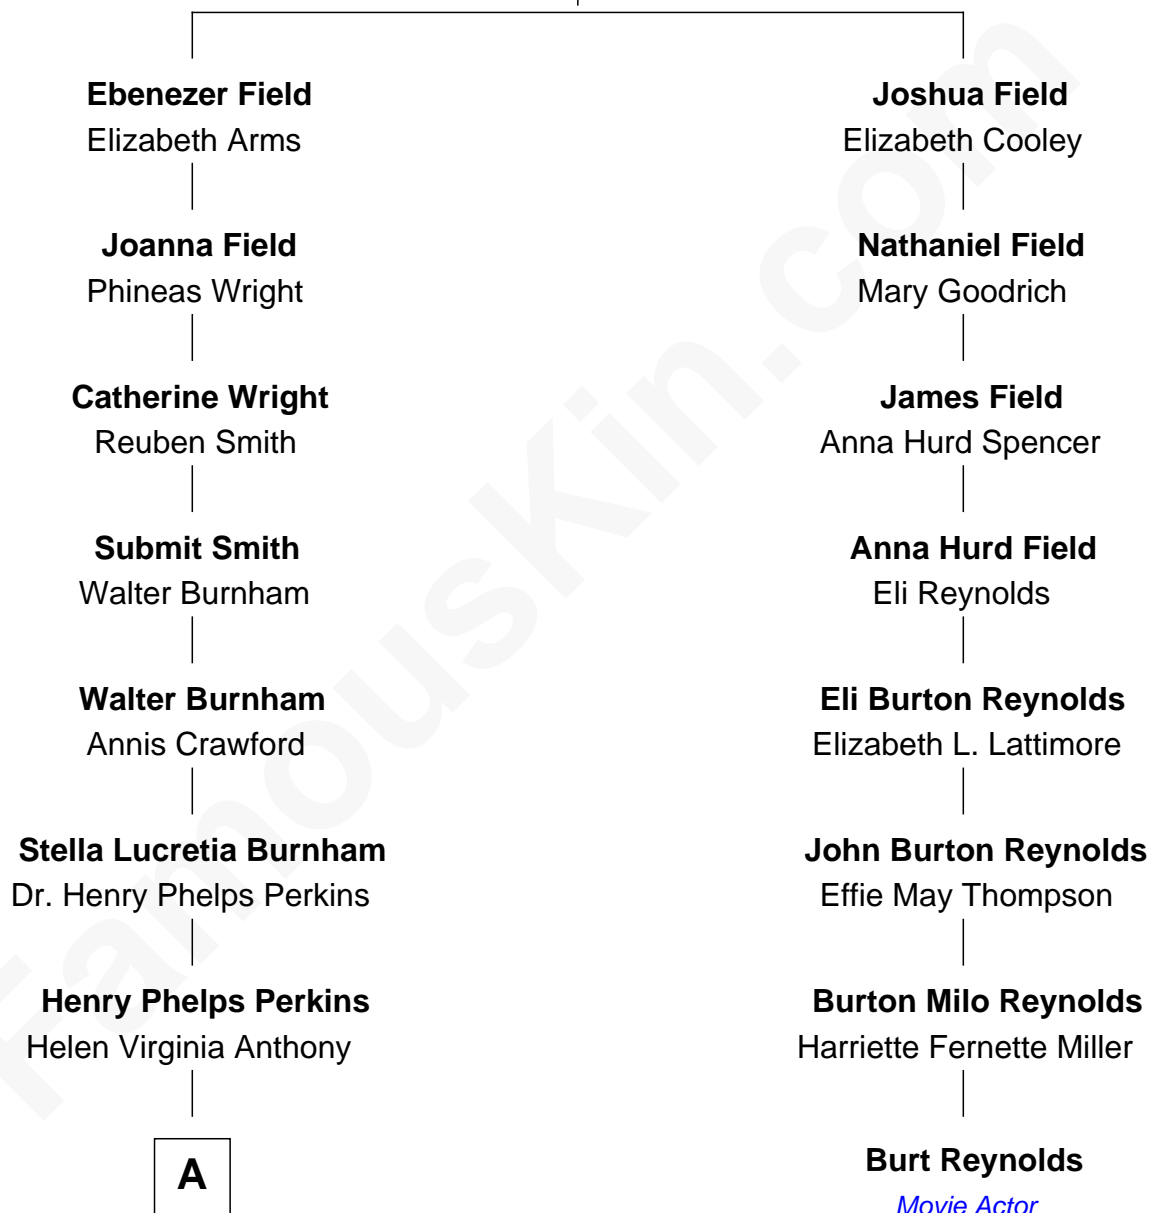 Ebenezer Field
Elizabeth Arms
Joshua Field
Elizabeth Cooley
Joanna Field
Phineas Wright
Nathaniel Field
Mary Goodrich
Catherine Wright
Reuben Smith
James Field
Anna Hurd Spencer
Submit Smith
Walter Burnham
Anna Hurd Field
Eli Reynolds
Walter Burnham
Annis Crawford
Eli Burton Reynolds
Elizabeth L. Lattimore
Stella Lucretia Burnham
Dr. Henry Phelps Perkins
John Burton Reynolds
Effie May Thompson
Henry Phelps Perkins
Helen Virginia Anthony
Burton Milo Reynolds
Harriette Fernette Miller
A
Burt Reynolds
Movie Actor
FamousKin.com